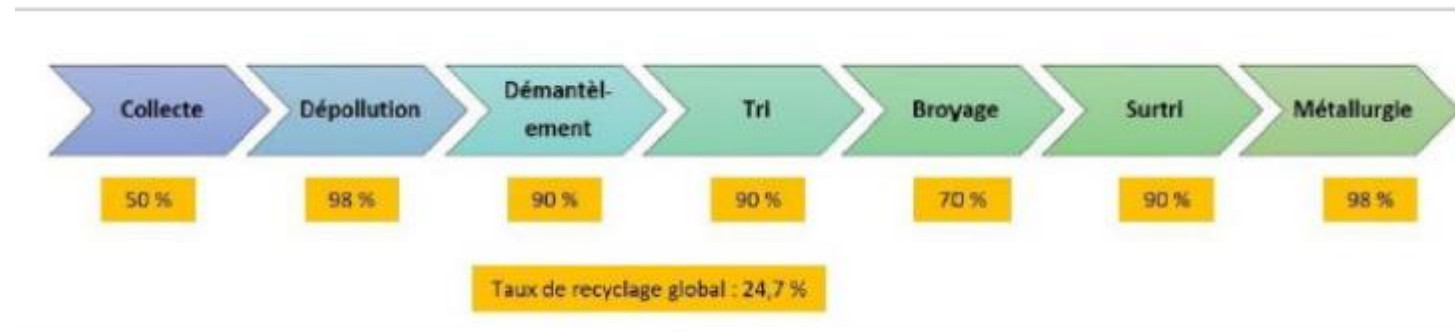 Collecte
Dépollution
Démantèl-
ement
Tri
Broyage
Surtri
Métallurgie
50 %
98 %
90 %
90 %
70 %
90 %
98 %
Taux de recyclage global : 24,7 %